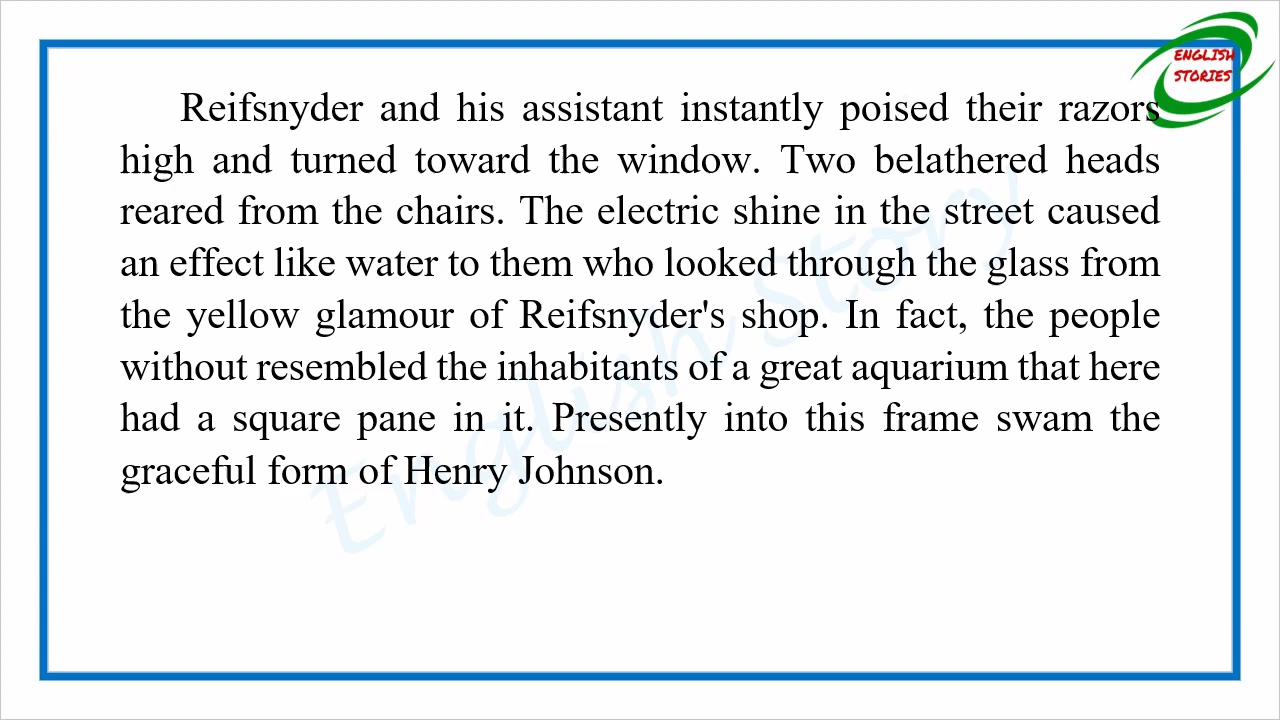 ENGLISH
STORIES
Reifsnyder and his assistant instantly poised their razors
high and turned toward the window. Two belathered heads
reared from the chairs. The electric shine in the street caused
an effect like water to them who looked through the glass from
the yellow glamour of Reifsnyder's shop. In fact, the people
without resembled the inhabitants of a great aquarium that here
had a square pane in it. Presently into this frame swam the
graceful form of Henry Johnson.
English Story